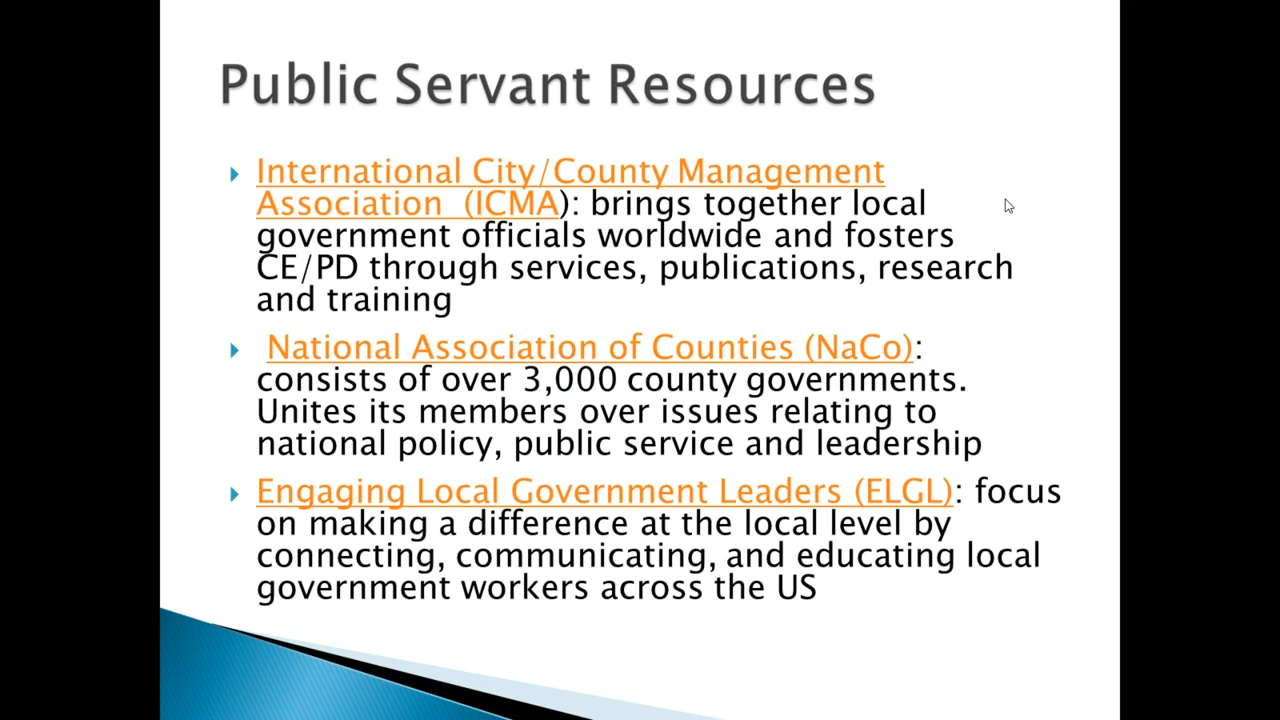 Public Servant Resources
International City/County Management
Association  (ICMA): brings together local
government officials worldwide and fosters
CE/PD through services, publications, research
and training
National Association of Counties (NaCo):
consists of over 3,000 county governments.
Unites its members over issues relating to
national policy, public service and leadership
Engaging Local Government Leaders (ELGL): focus
on making a difference at the local level by
connecting, communicating, and educating local
government workers across the US